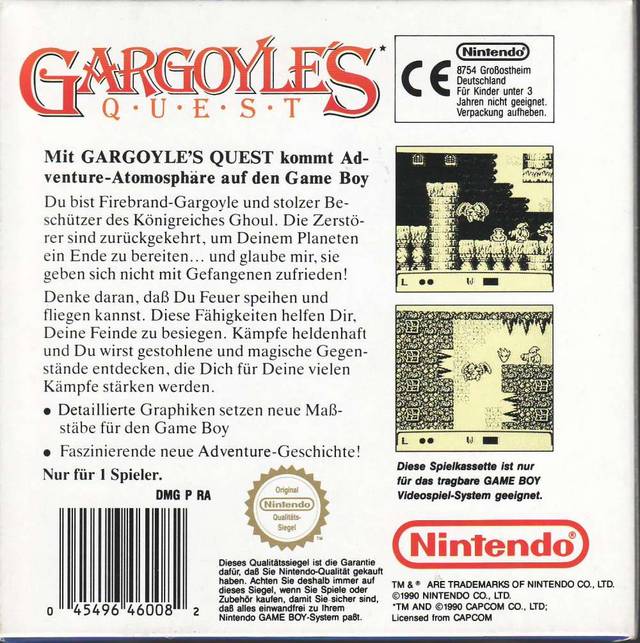 GARGOYLE'S*
Q·U·E·S·T
Nintendo®
8754 Großostheim
Deutschland
Für Kinder unter 3
Jahren nicht geeignet.
Verpackung aufheben.
CE
Mit GARGOYLE'S QUEST kommt Ad-
venture-Atomosphäre auf den Game Boy
Du bist Firebrand-Gargoyle und stolzer Be-
schützer des Königreiches Ghoul. Die Zerstö-
rer sind zurückgekehrt, um Deinem Planeten
ein Ende zu bereiten... und glaube mir, sie
geben sich nicht mit Gefangenen zufrieden!
Denke daran, daß Du Feuer speihen und
fliegen kannst. Diese Fähigkeiten helfen Dir,
Deine Feinde zu besiegen. Kämpfe heldenhaft
und Du wirst gestohlene und magische Gegen-
stände entdecken, die Dich für Deine vielen
Kämpfe stärken werden.
• Detaillierte Graphiken setzen neue Maß-
stäbe für den Game Boy
• Faszinierende neue Adventure-Geschichte!
Nur für 1 Spieler.
DMG P RA
L
W
L
W
Diese Spielkassette ist nur
für das tragbare GAME BOY
Videospiel-System geeignet.
Original
Nintendo
Qualitäts-
Siegel
TM
0 45496 46008 2
Dieses Qualitätssiegel ist die Garantie
dafür, daß Sie Nintendo-Qualität gekauft
haben. Achten Sie deshalb immer auf
dieses Siegel, wenn Sie Spiele oder
Zubehör kaufen, damit Sie sicher sind,
daß alles einwandfrei zu Ihrem
Nintendo GAME BOY-System paßt.
Nintendo®
TM & ® ARE TRADEMARKS OF NINTENDO CO., LTD.
©1990 NINTENDO CO., LTD.
*TM AND ©1990 CAPCOM CO., LTD.;
Licensed from CAPCOM